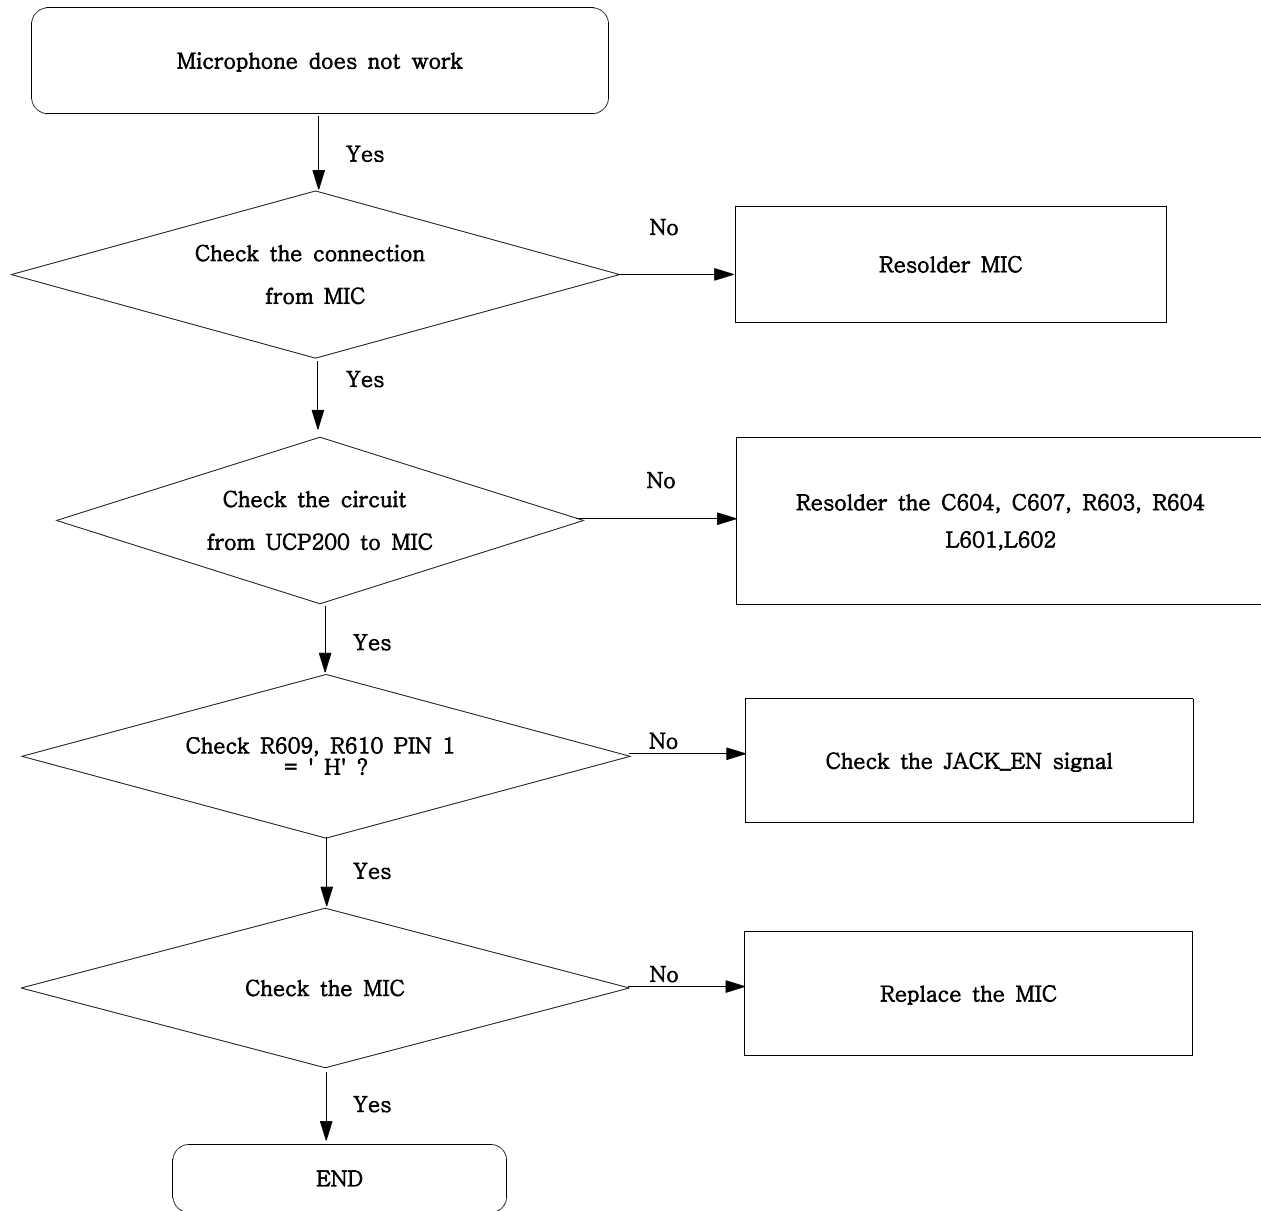 Microphone does not work
Yes
Check the connection
from MIC
No
Resolder MIC
Yes
Check the circuit
from UCP200 to MIC
No
Resolder the C604, C607, R603, R604
L601,L602
Yes
Check R609, R610 PIN 1
= ' H' ?
No
Check the JACK_EN signal
Yes
Check the MIC
No
Replace the MIC
Yes
END